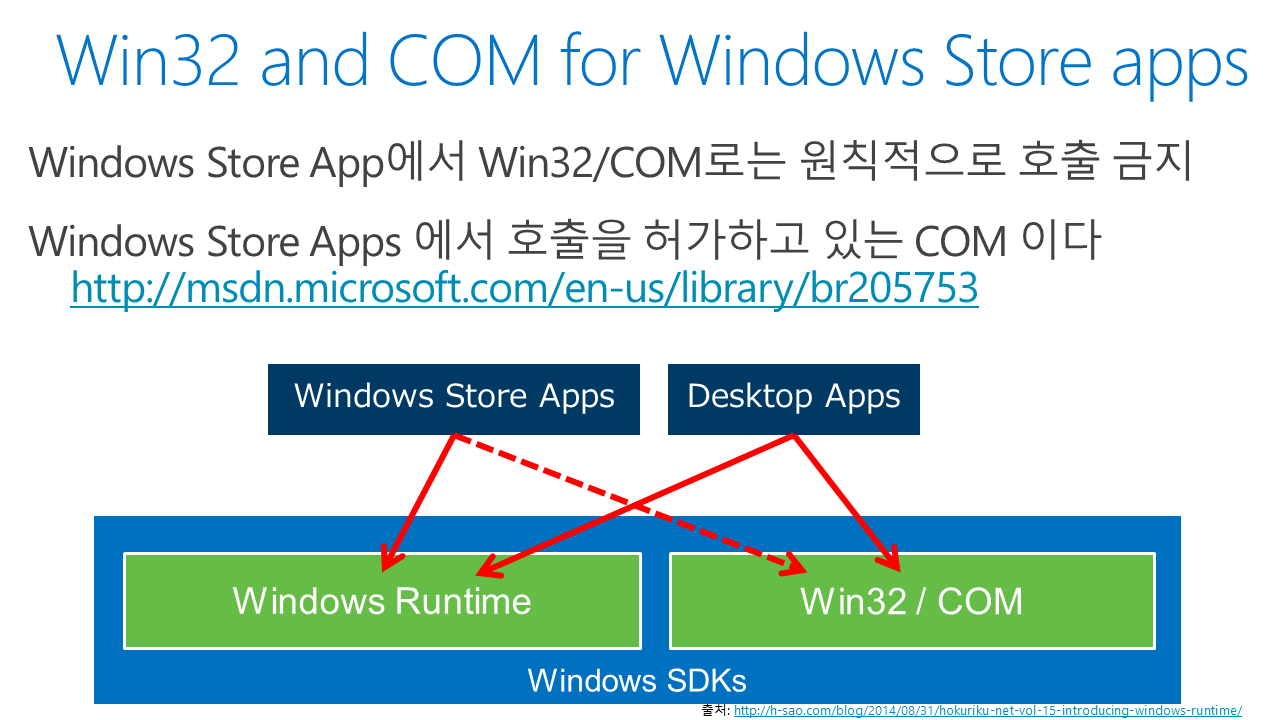 Win32 and COM for Windows Store apps
Windows Store App에서 Win32/COM로는 원칙적으로 호출 금지
Windows Store Apps 에서 호출을 허가하고 있는 COM 이다
http://msdn.microsoft.com/en-us/library/br205753
Windows Store Apps
Desktop Apps
Windows Runtime
Win32 / COM
Windows SDKs
출처: http://h-sao.com/blog/2014/08/31/hokuriku-net-vol-15-introducing-windows-runtime/